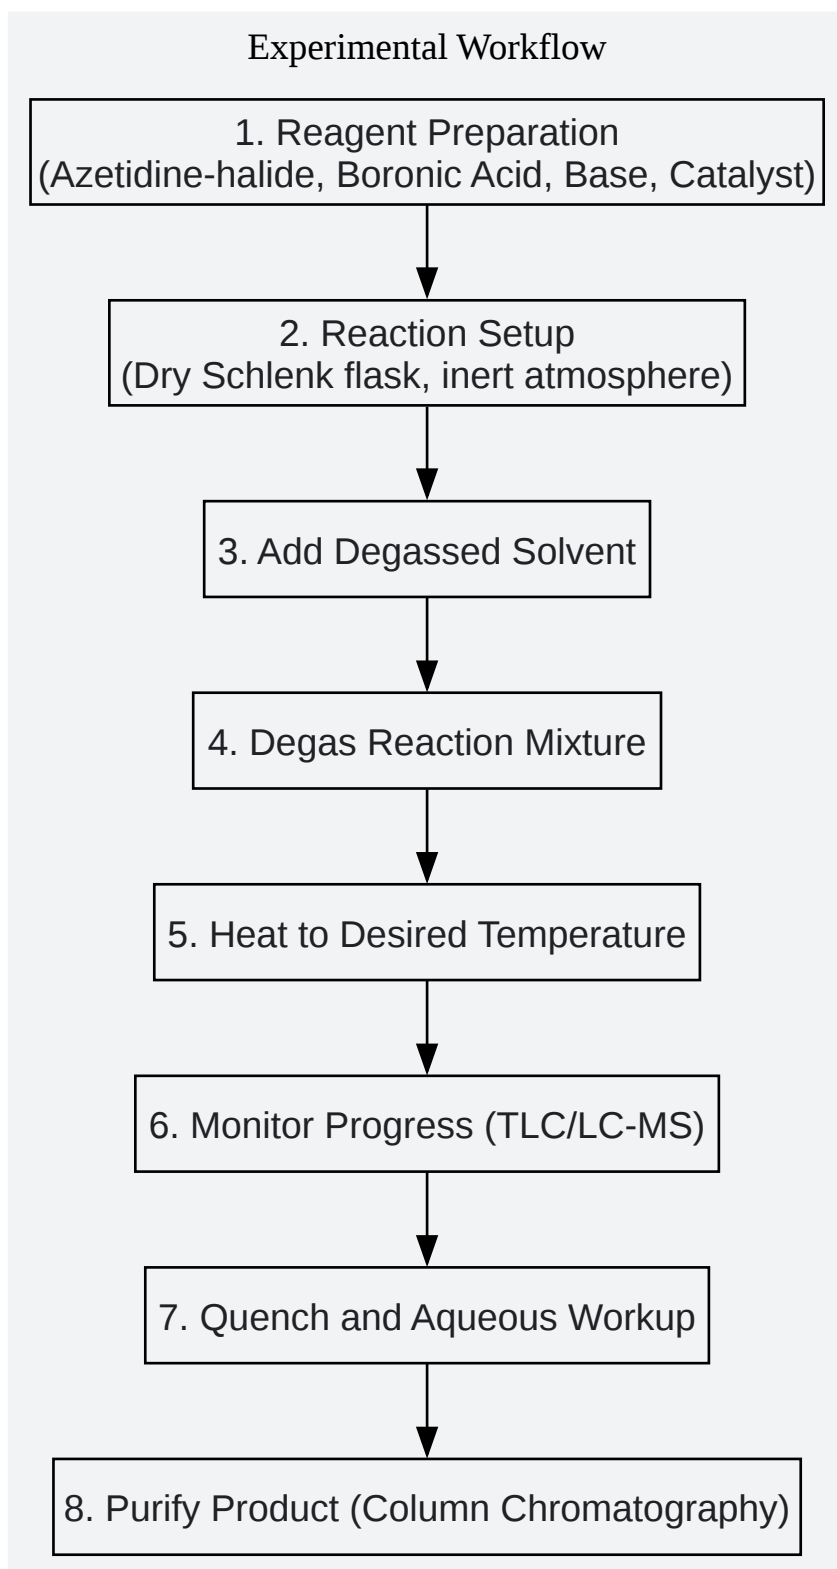 Experimental Workflow
1. Reagent Preparation
(Azetidine-halide, Boronic Acid, Base, Catalyst)
2. Reaction Setup
(Dry Schlenk flask, inert atmosphere)
3. Add Degassed Solvent
4. Degas Reaction Mixture
5. Heat to Desired Temperature
6. Monitor Progress (TLC/LC-MS)
7. Quench and Aqueous Workup
8. Purify Product (Column Chromatography)